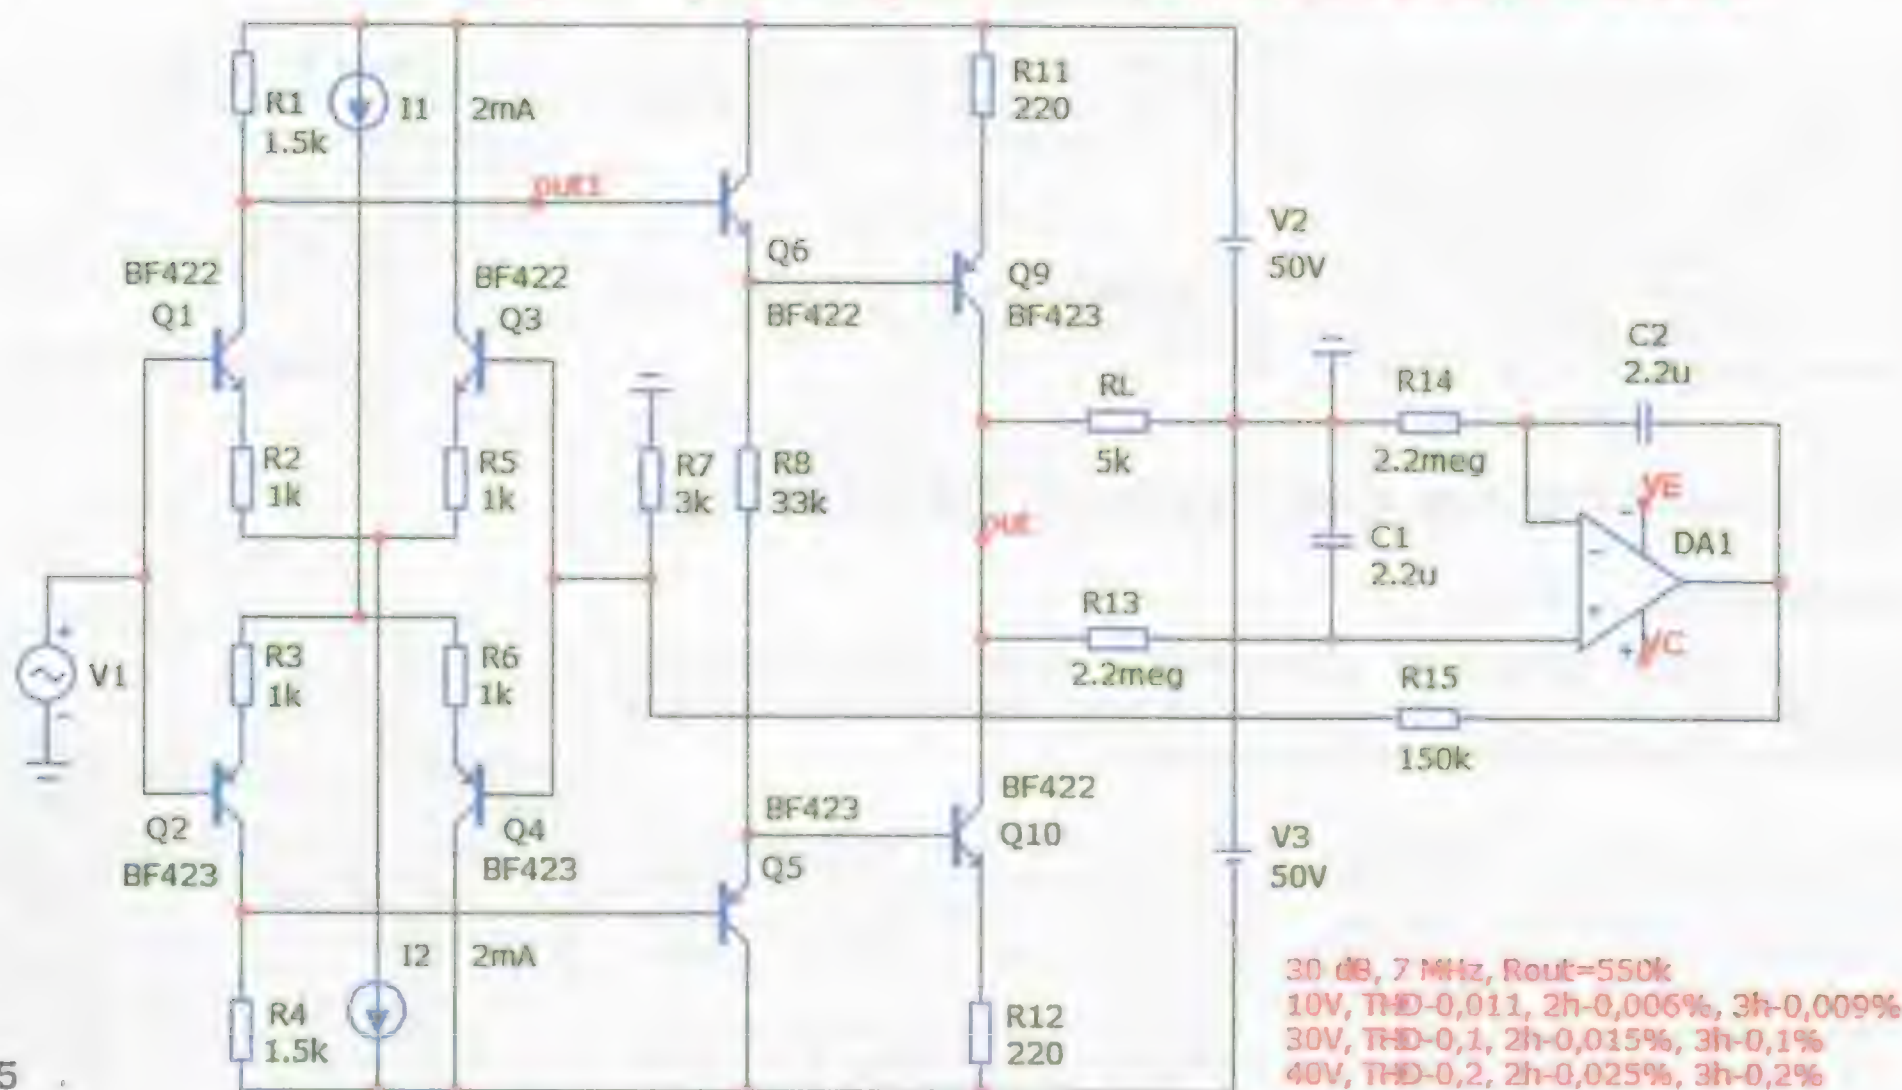 R1
1.5k
I1
2mA
out1
R11
220
V2
50V
BF422
Q1
BF422
Q3
Q6
BF422
Q9
BF423
C2
2.2u
RL
5k
R14
2.2meg
R2
1k
R5
1k
R7
3k
R8
33k
out
C1
2.2u
VE
DA1
VC
V1
R3
1k
R6
1k
R13
2.2meg
R15
150k
Q2
BF423
Q4
BF423
BF423
Q5
BF422
Q10
V3
50V
I2
2mA
R4
1.5k
R12
220
30 dB, 7 MHz, Rout=550k
10V, THD-0,011, 2h-0,006%, 3h-0,009%
30V, THD-0,1, 2h-0,015%, 3h-0,1%
40V, THD-0,2, 2h-0,025%, 3h-0,2%
5